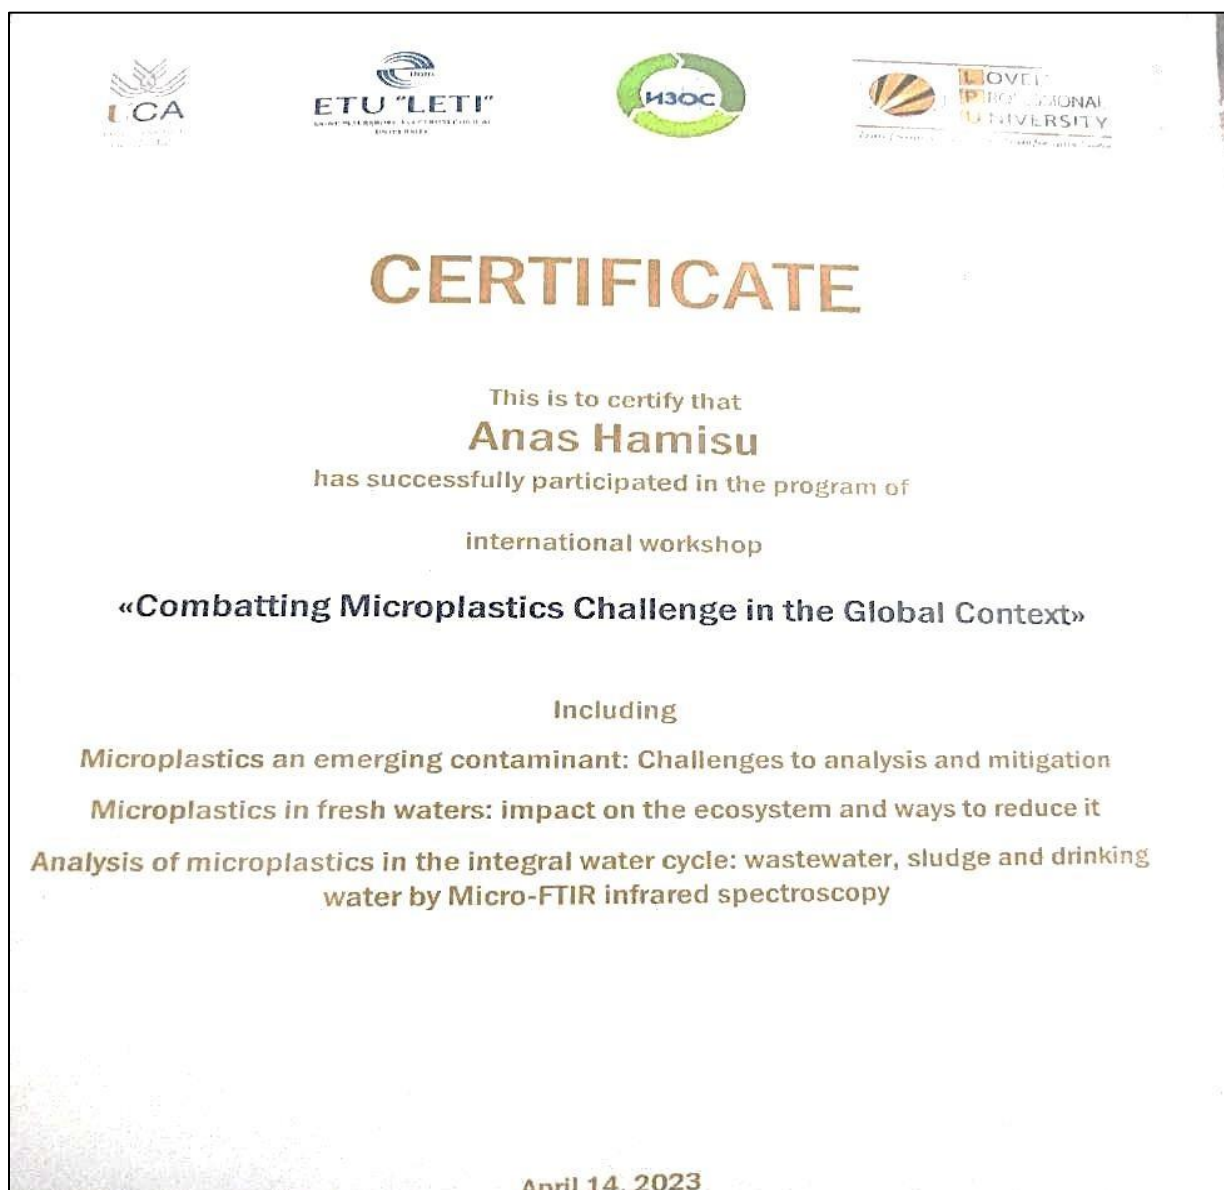 CA
ETU "LETI"
UNIVERSITY
ИЗОС
UNIVERSITY
CERTIFICATE
This is to certify that
Anas Hamisu
has successfully participated in the program of
international workshop
«Combatting Microplastics Challenge in the Global Context»
Including
Microplastics an emerging contaminant: Challenges to analysis and mitigation
Microplastics in fresh waters: impact on the ecosystem and ways to reduce it
Analysis of microplastics in the integral water cycle: wastewater, sludge and drinking
water by Micro-FTIR infrared spectroscopy
April 14, 2023